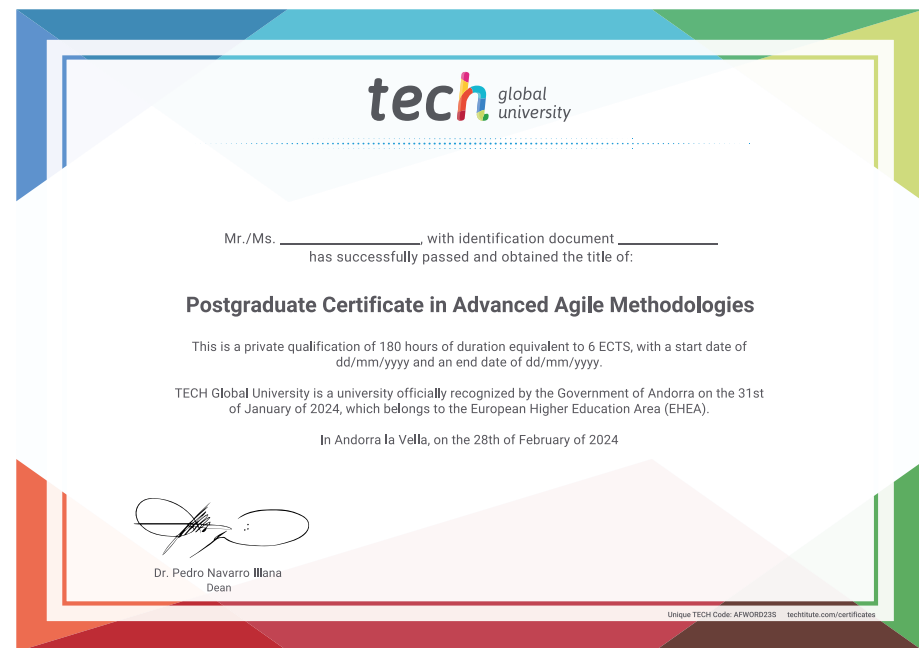 tech global university
Mr./Ms. ____________________, with identification document ______________
has successfully passed and obtained the title of:
Postgraduate Certificate in Advanced Agile Methodologies
This is a private qualification of 180 hours of duration equivalent to 6 ECTS, with a start date of
dd/mm/yyyy and an end date of dd/mm/yyyy.
TECH Global University is a university officially recognized by the Government of Andorra on the 31st
of January of 2024, which belongs to the European Higher Education Area (EHEA).
In Andorra la Vella, on the 28th of February of 2024
Dr. Pedro Navarro Illana
Dean
Unique TECH Code: AFWORD23S techtitute.com/certificates